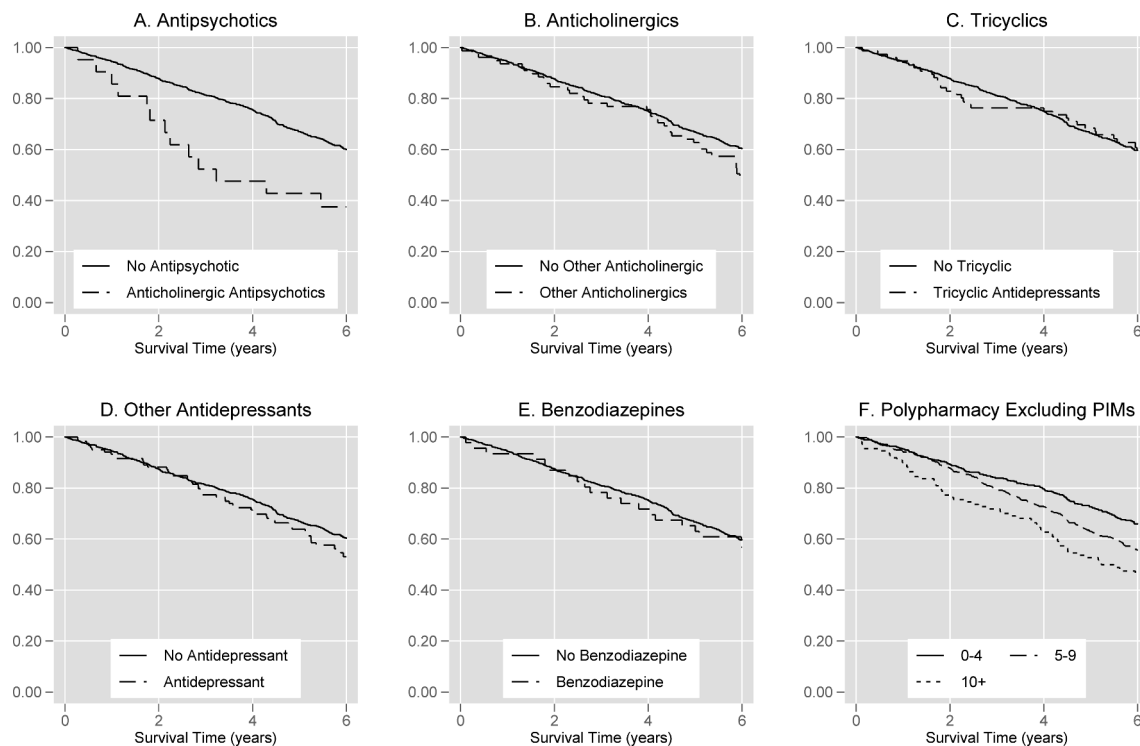 A. Antipsychotics
1.00
0.80
0.60
0.40
0.20
0.00
No Antipsychotic
Anticholinergic Antipsychotics
0 2 4 6
Survival Time (years)
B. Anticholinergics
1.00
0.80
0.60
0.40
0.20
0.00
No Other Anticholinergic
Other Anticholinergics
0 2 4 6
Survival Time (years)
C. Tricyclics
1.00
0.80
0.60
0.40
0.20
0.00
No Tricyclic
Tricyclic Antidepressants
0 2 4 6
Survival Time (years)
D. Other Antidepressants
1.00
0.80
0.60
0.40
0.20
0.00
No Antidepressant
Antidepressant
0 2 4 6
Survival Time (years)
E. Benzodiazepines
1.00
0.80
0.60
0.40
0.20
0.00
No Benzodiazepine
Benzodiazepine
0 2 4 6
Survival Time (years)
F. Polypharmacy Excluding PIMs
1.00
0.80
0.60
0.40
0.20
0.00
0-4 5-9
10+
0 2 4 6
Survival Time (years)